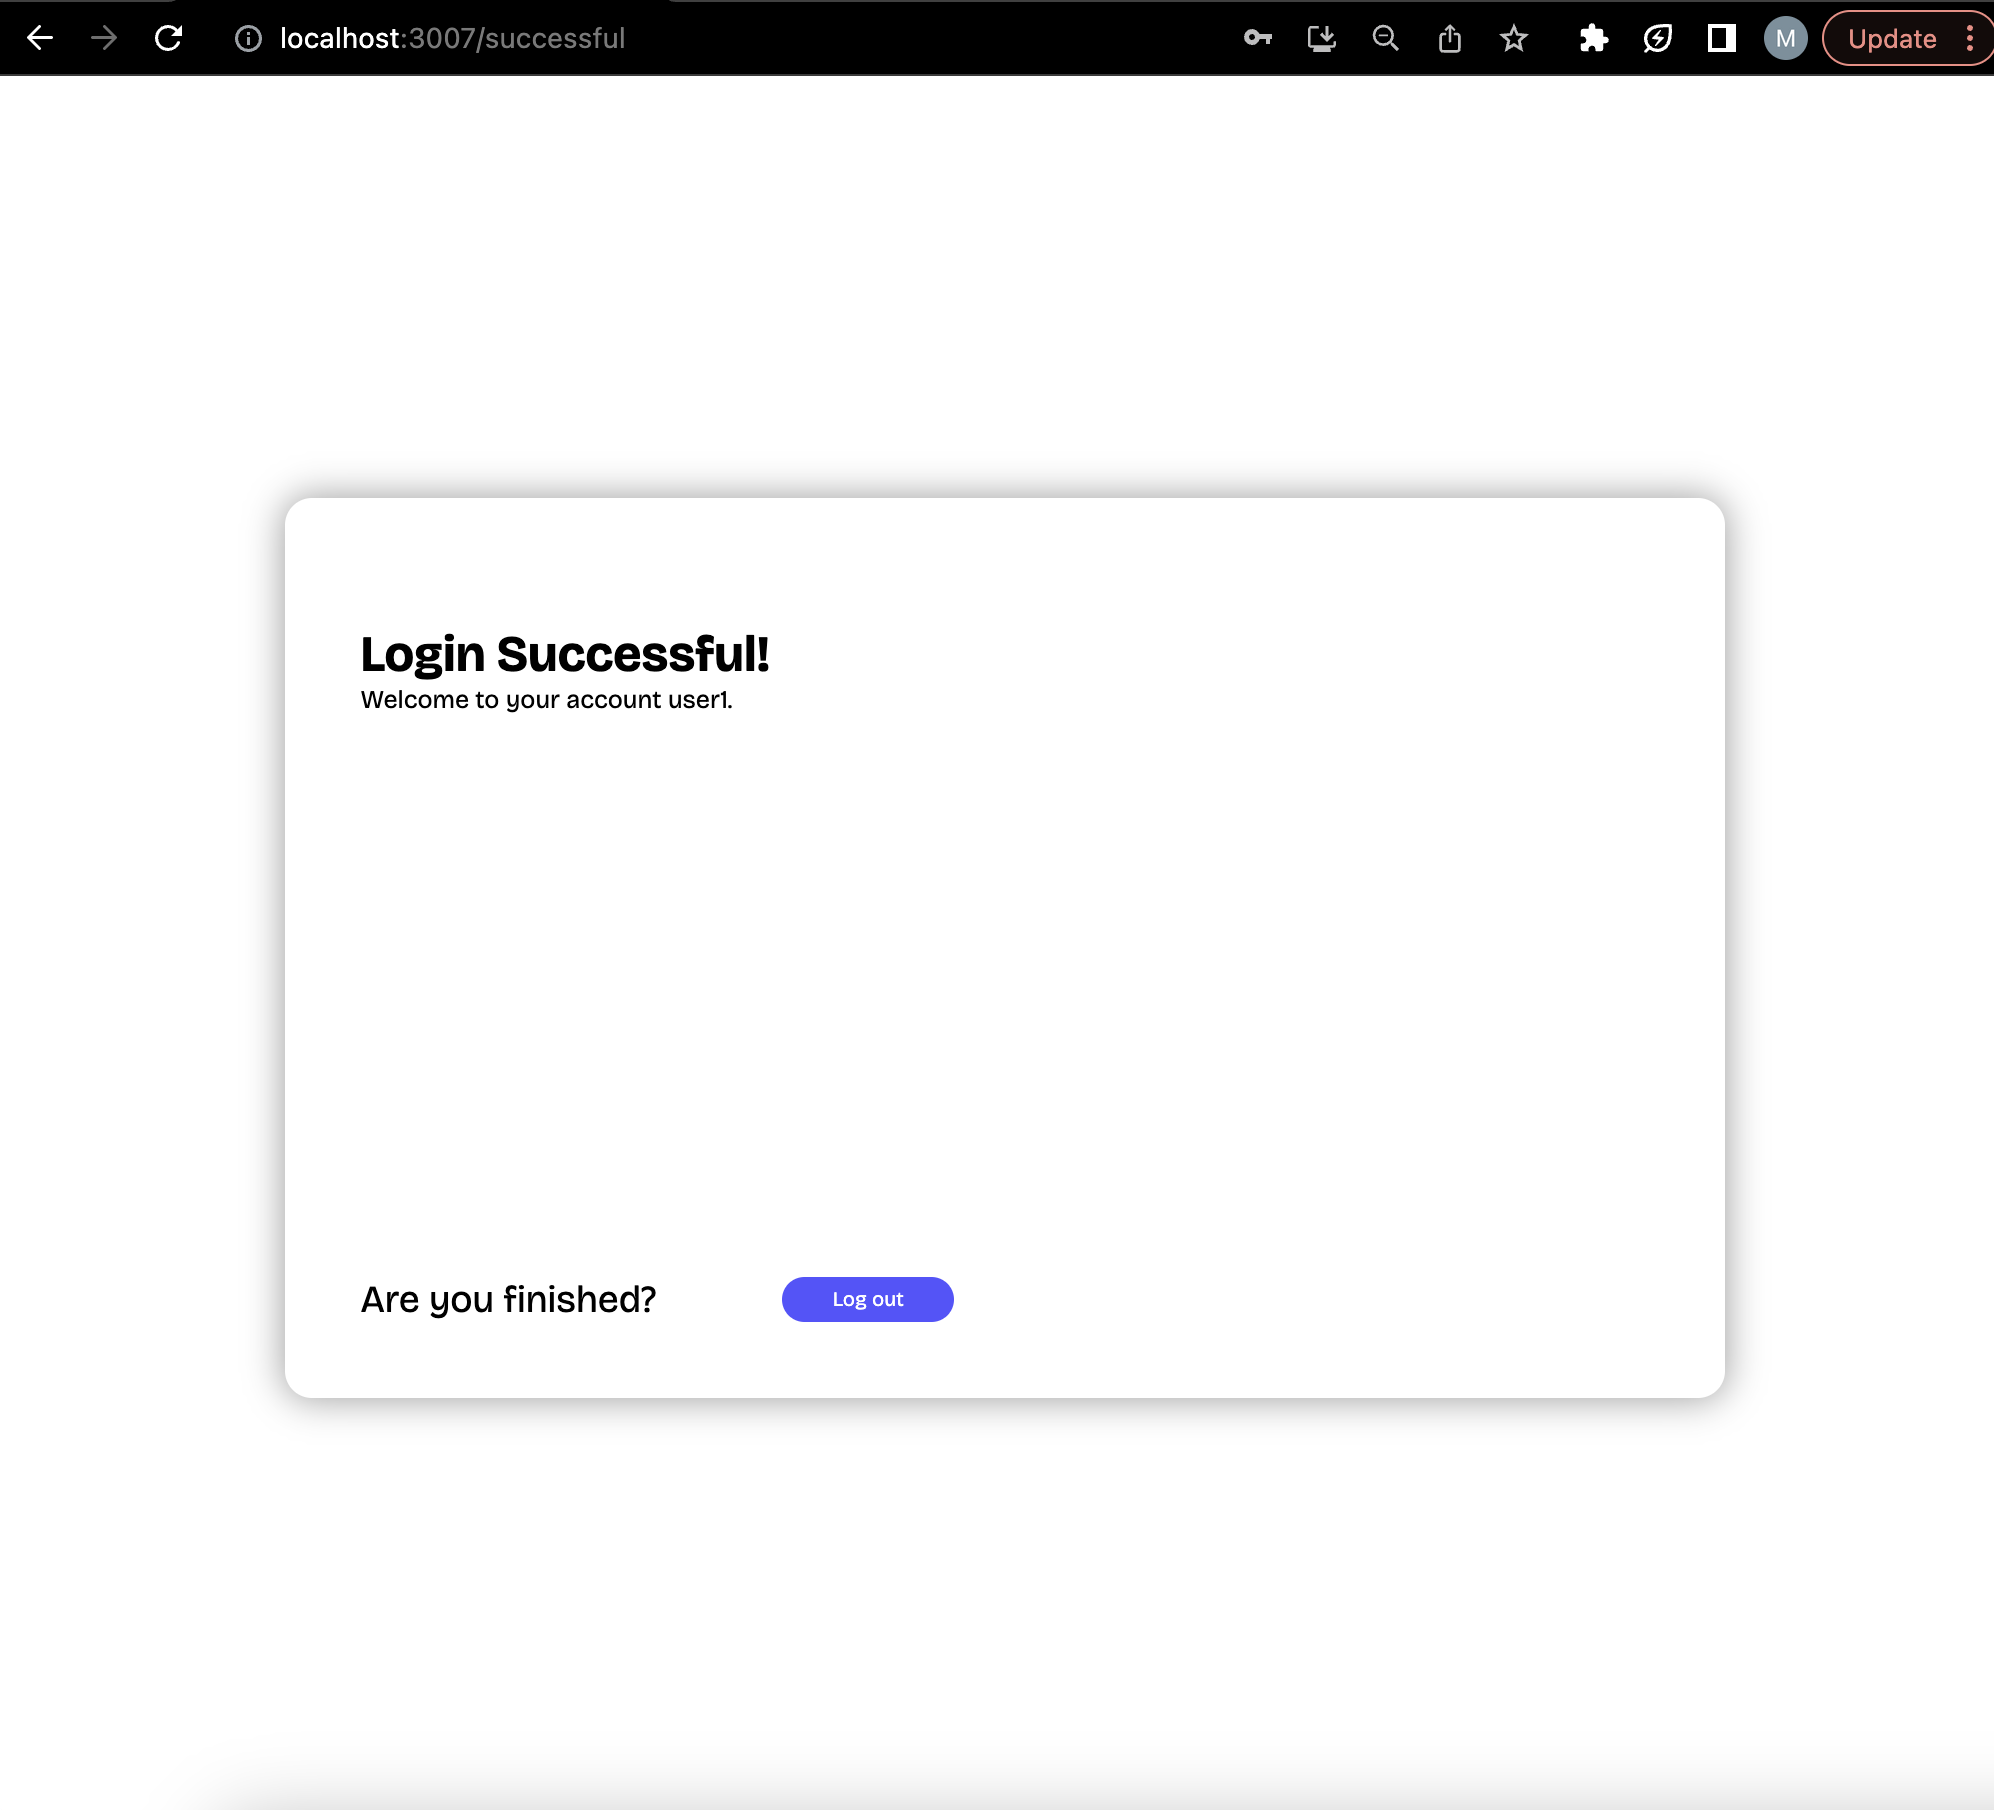 localhost:3007/successful
M
Update
Login Successful!
Welcome to your account user1.
Are you finished?
Log out